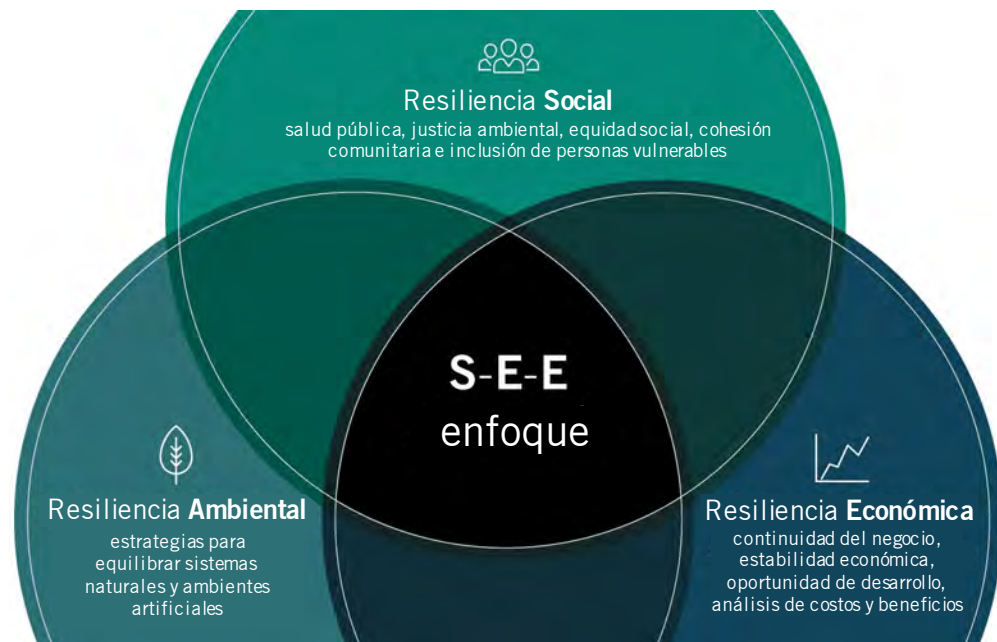 Resiliencia Social
salud pública, justicia ambiental, equidad social, cohesión
comunitaria e inclusión de personas vulnerables
S-E-E
enfoque
Resiliencia Ambiental
estrategias para
equilibrar sistemas
naturales y ambientes
artificiales
Resiliencia Económica
continuidad del negocio,
estabilidad económica,
oportunidad de desarrollo,
análisis de costos y beneficios